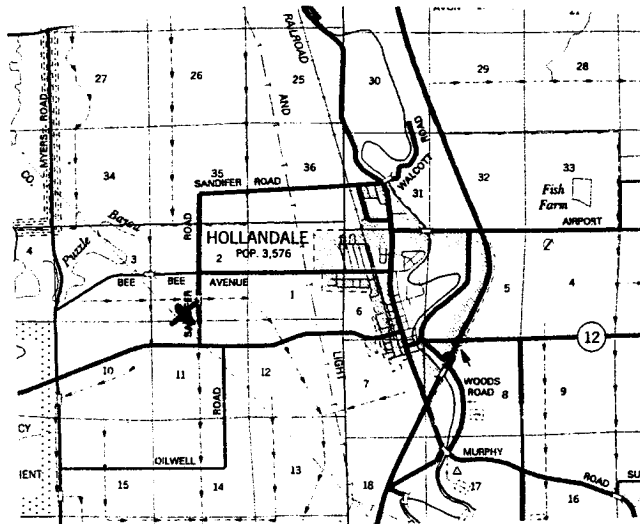 AVON
27
26
25
30
29
28
MYERS ROAD
RAILROAD
AND
LIGHT
34
35
36
SANDIFER ROAD
WALCOTT
ROAD
31
32
33
Fish
Farm
AIRPORT
ROAD
HOLLANDALE
POP. 3,576
4
Puzzle
Bozed
3
2
BEE BEE AVENUE
1
SANDIFER
6
5
4
12
10
11
12
7
WOODS
ROAD
8
9
ROAD
OILWELL
MURPHY
ROAD
15
14
13
18
17
16
SU
CY
MENT
CO.